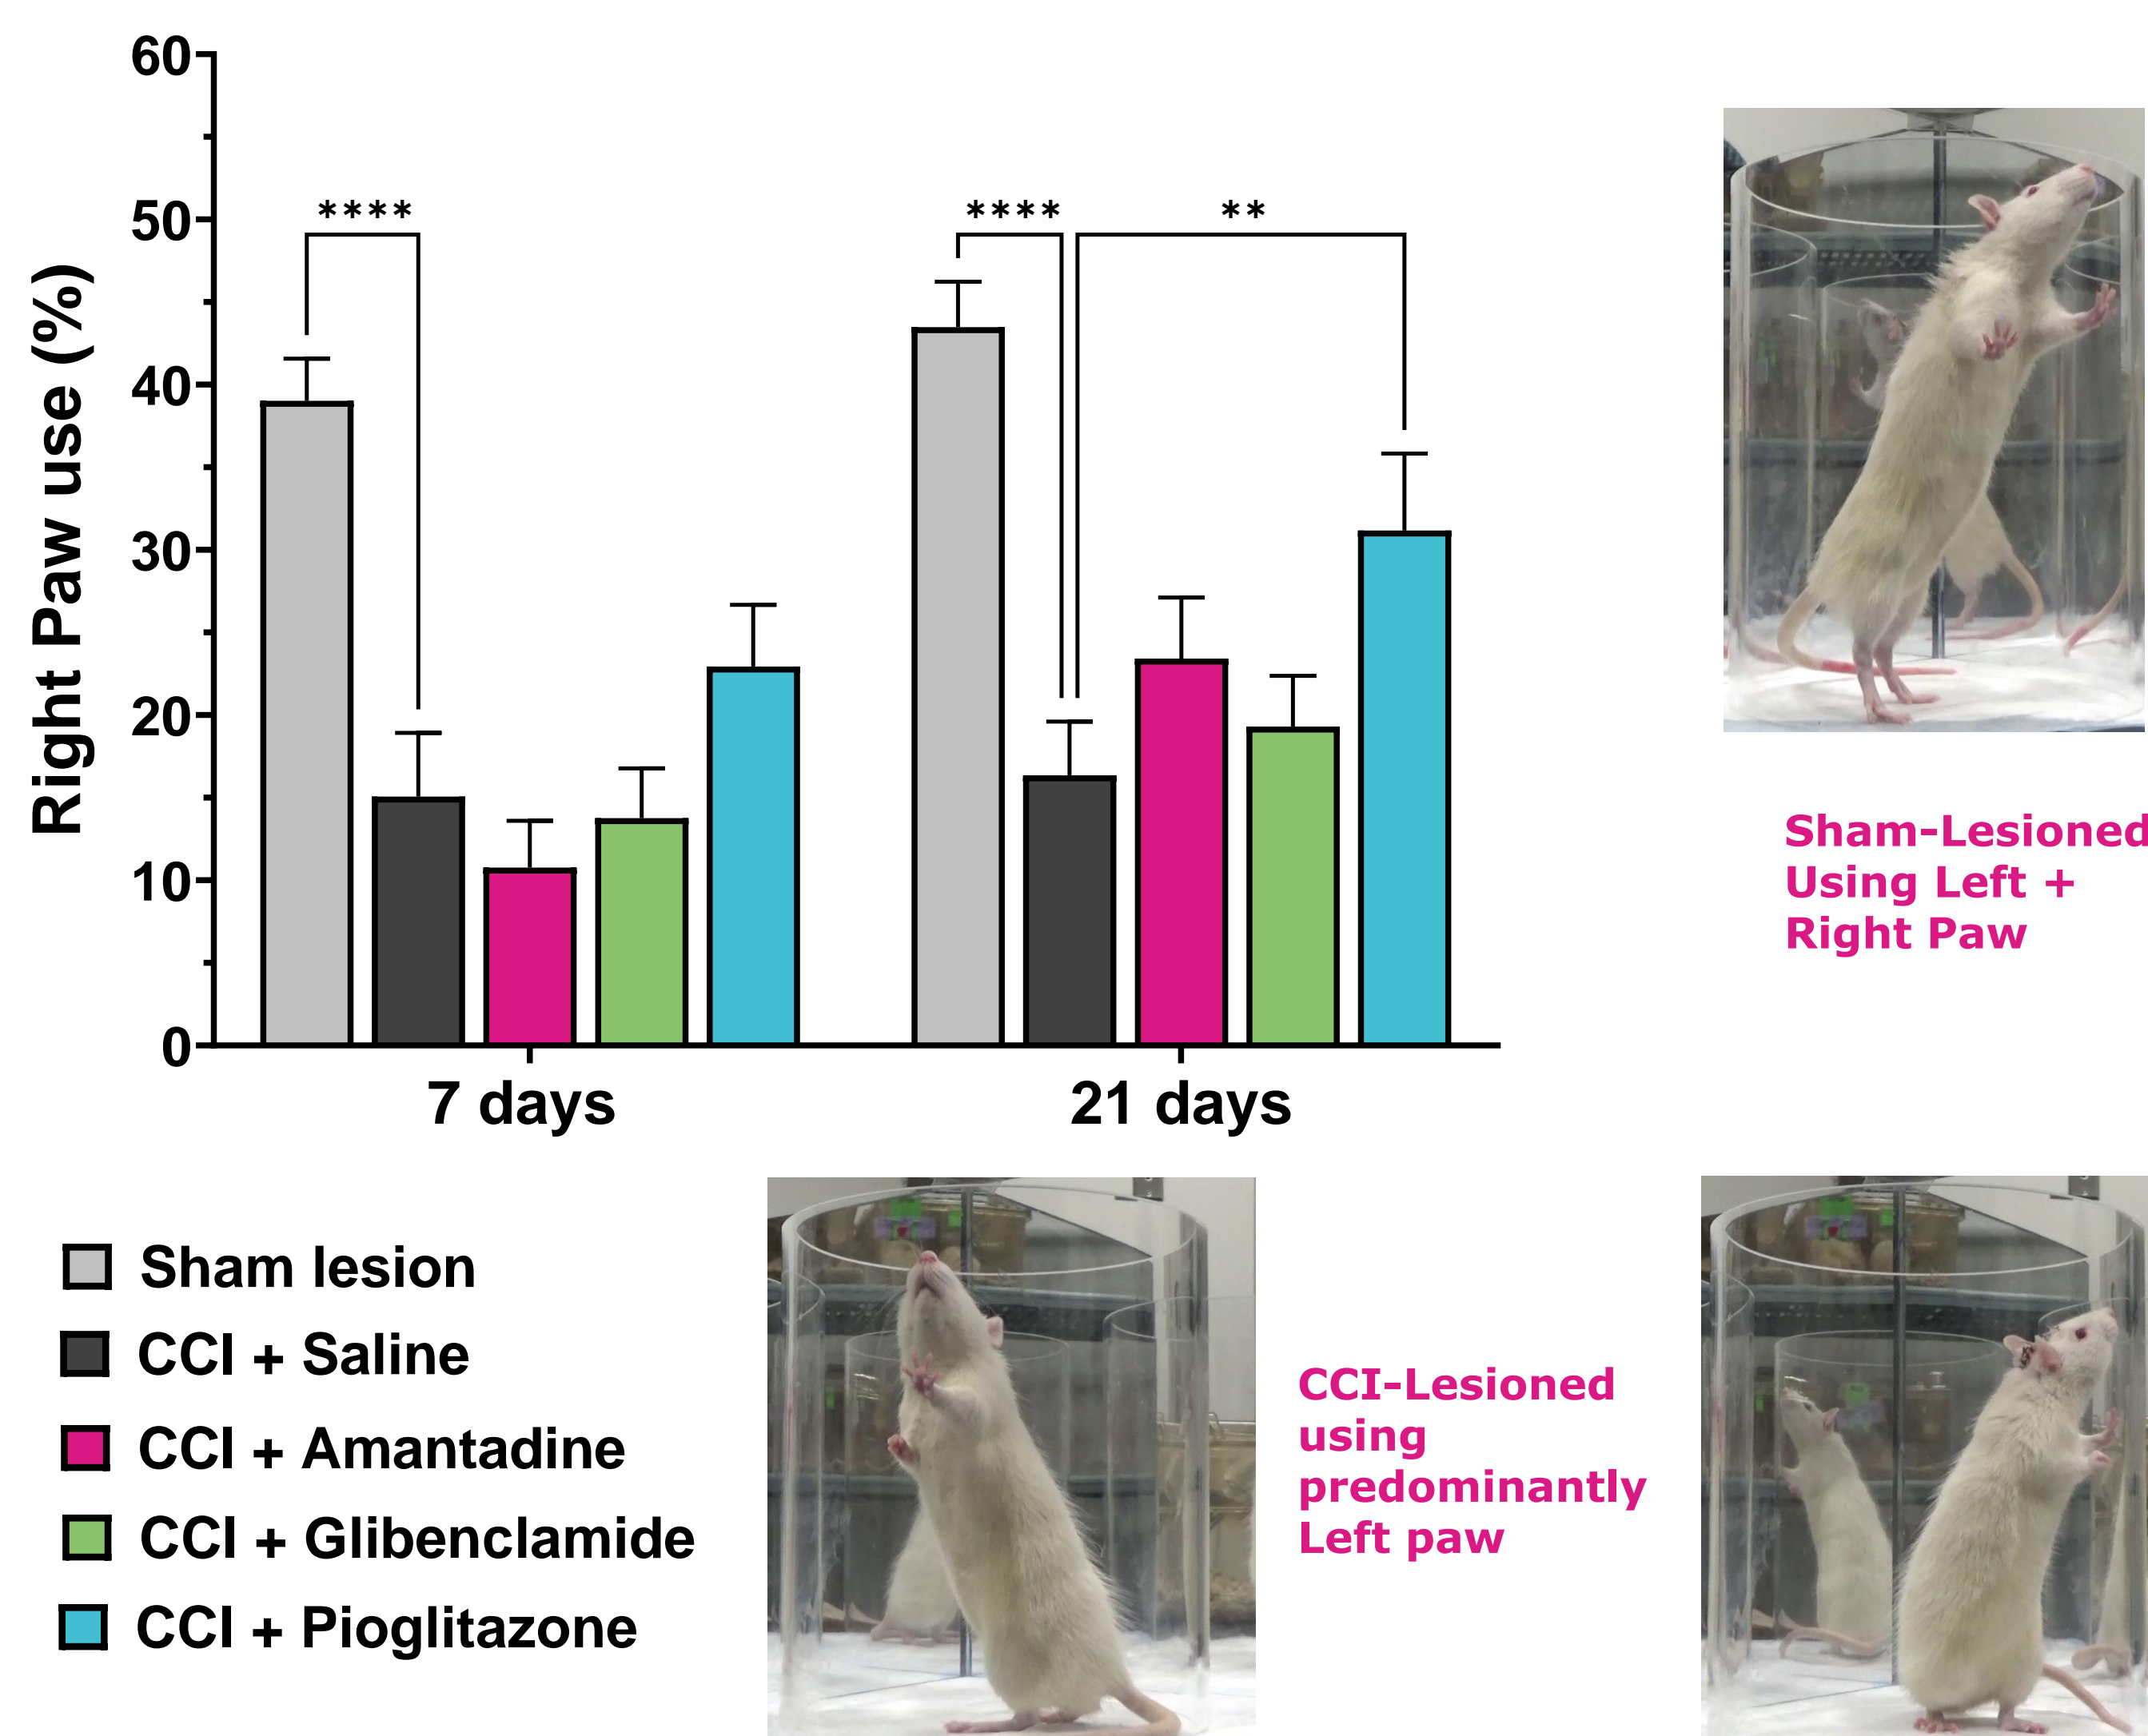 Right Paw use (%)
60
50
40
30
20
10
0
****
****
**
7 days
21 days
Sham-Lesioned
Using Left +
Right Paw
Sham lesion
CCI + Saline
CCI + Amantadine
CCI + Glibenclamide
CCI + Pioglitazone
CCI-Lesioned
using
predominantly
Left paw